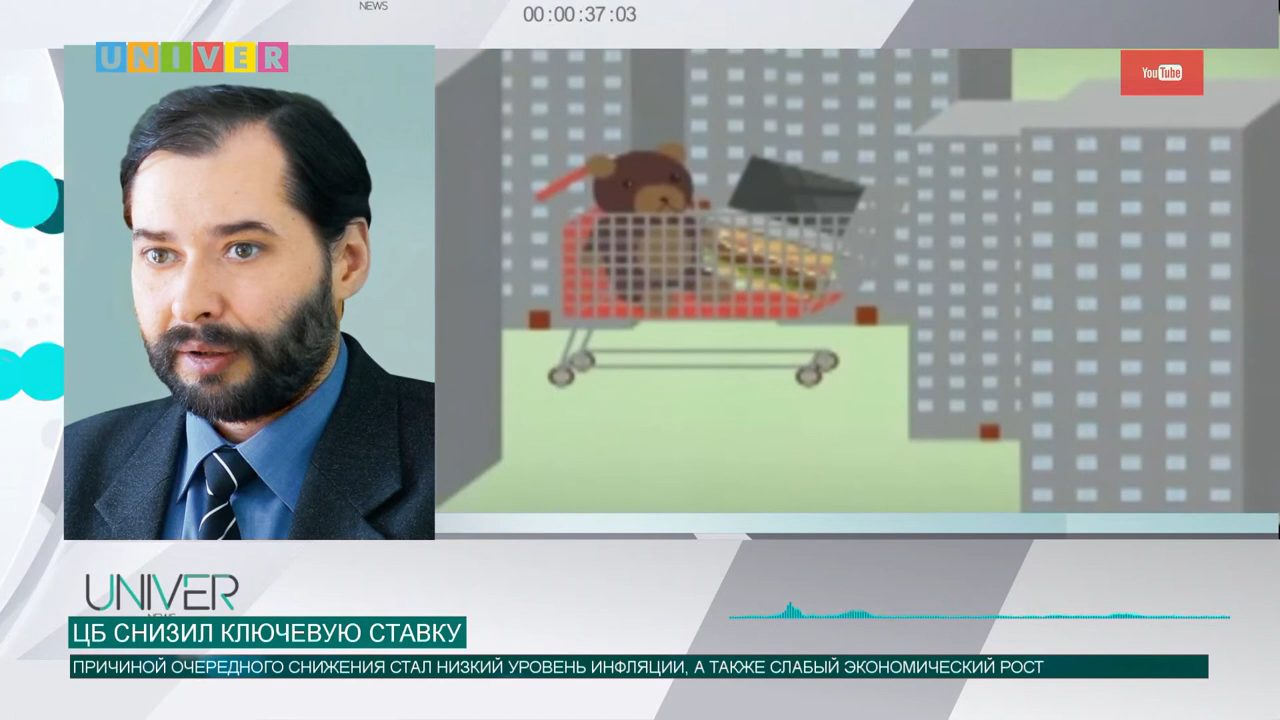 NEWS
00:00:37:03
UNIVER
YouTube
UNIVER
ЦБ СНИЗИЛ КЛЮЧЕВУЮ СТАВКУ
ПРИЧИНОЙ ОЧЕРЕДНОГО СНИЖЕНИЯ СТАЛ НИЗКИЙ УРОВЕНЬ ИНФЛЯЦИИ, А ТАКЖЕ СЛАБЫЙ ЭКОНОМИЧЕСКИЙ РОСТ